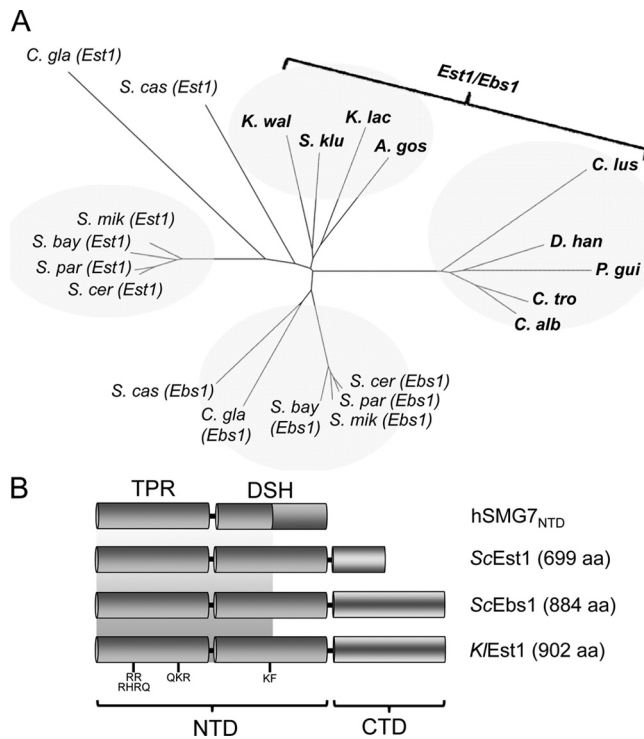 A
C. gla (Est1)
S. cas (Est1)
Est1/Ebs1
K. wal
K. lac
S. klu
A. gos
C. lus
S. mik (Est1)
S. bay (Est1)
S. par (Est1)
S. cer (Est1)
D. han
P. gui
C. tro
C. alb
S. cas (Ebs1)
C. gla
(Ebs1)
S. bay
(Ebs1)
S. cer (Ebs1)
S. par (Ebs1)
S. mik (Ebs1)
B
TPR
DSH
hSMG7NTD
ScEst1 (699 aa)
ScEbs1 (884 aa)
KlEst1 (902 aa)
RR
RHRQ
QKR
KF
NTD
CTD